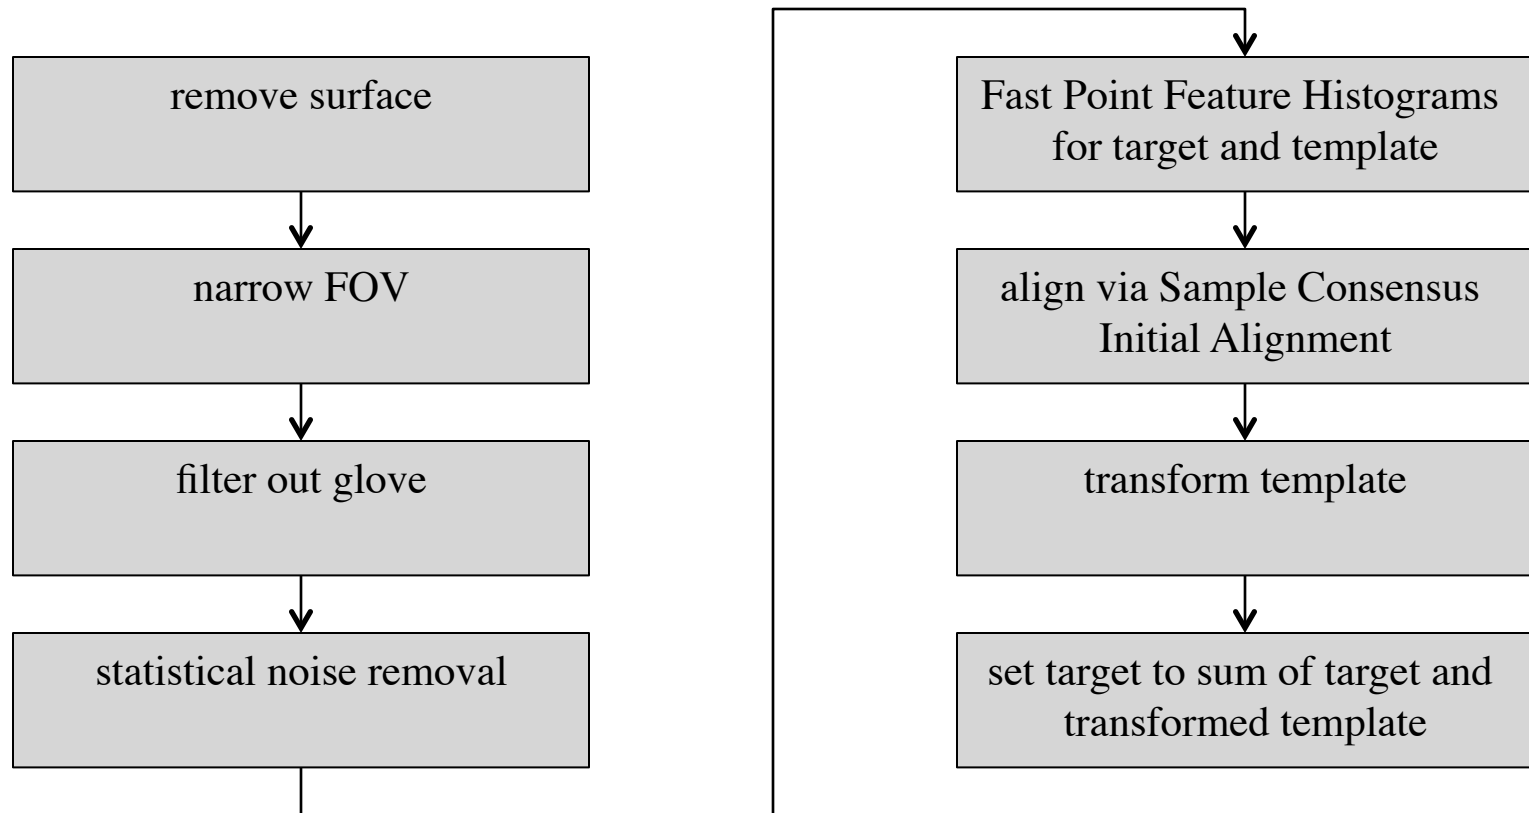 remove surface
narrow FOV
filter out glove
statistical noise removal
Fast Point Feature Histograms
for target and template
align via Sample Consensus
Initial Alignment
transform template
set target to sum of target and
transformed template